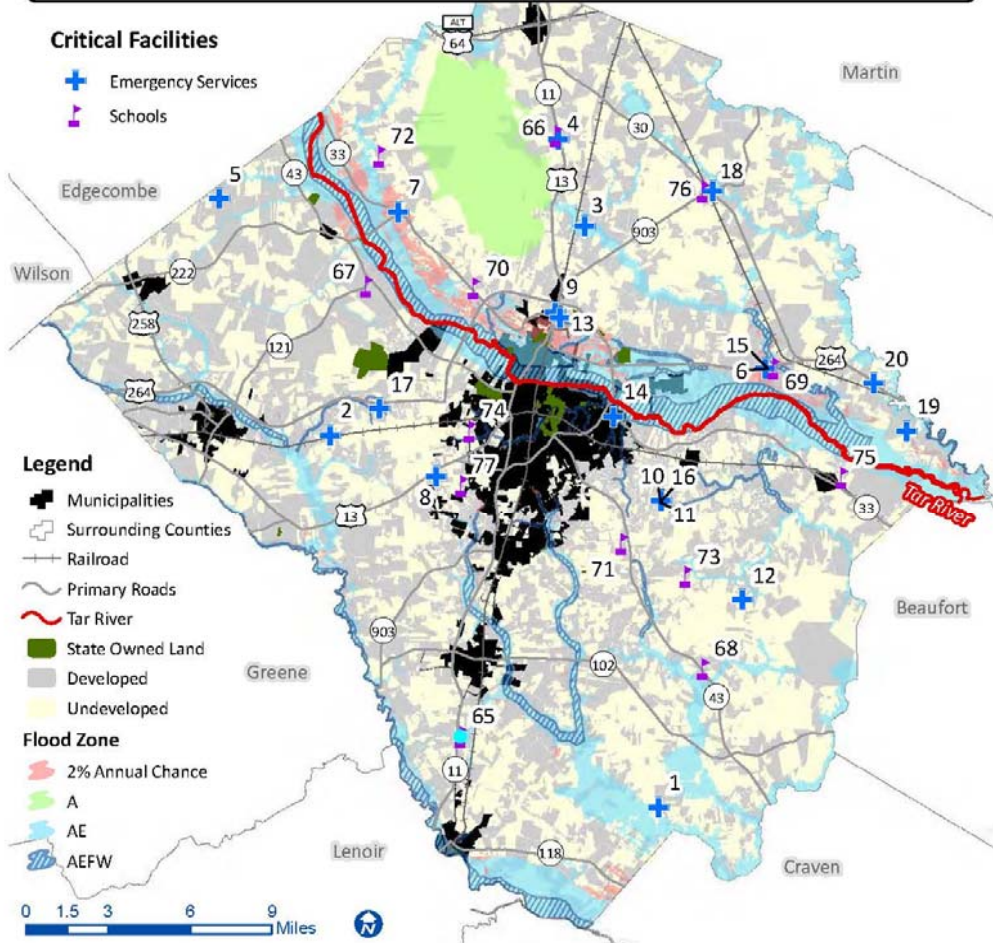 Critical Facilities
Emergency Services
Schools
ALT
64
Martin
11
30
66 4
72
33
43
13
76 18
5
Edgecombe
7
3
903
Wilson
222
67
70
9
13
258
121
15
6
69
264
20
264
17
2
14
19
74
75
Legend
77
10 16
11
8
13
33
Tar River
Municipalities
Surrounding Counties
Railroad
Primary Roads
Tar River
State Owned Land
Developed
Undeveloped
71
73
12
Beaufort
903
Greene
102
68
43
65
Flood Zone
2% Annual Chance
A
AE
AEFW
11
1
Lenoir
118
Craven
0 1.5 3 6 9
Miles
N